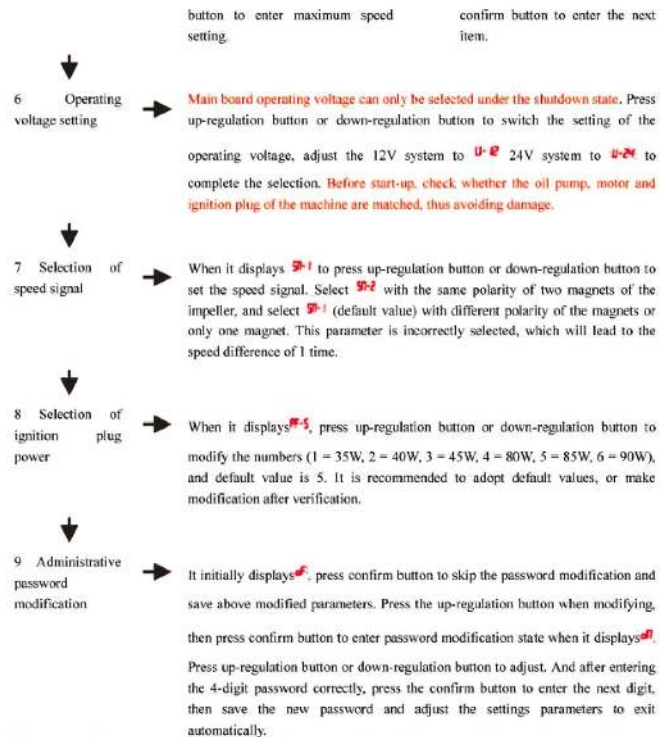 button to enter maximum speed
setting.
confirm button to enter the next
item.
6 Operating
voltage setting
Main board operating voltage can only be selected under the shutdown state. Press
up-regulation button or down-regulation button to switch the setting of the
operating voltage, adjust the 12V system to U-12 24V system to U-24 to
complete the selection. Before start-up, check whether the oil pump, motor and
ignition plug of the machine are matched, thus avoiding damage.
7 Selection of
speed signal
When it displays SP-1 to press up-regulation button or down-regulation button to
set the speed signal. Select SP-2 with the same polarity of two magnets of the
impeller, and select SP-1 (default value) with different polarity of the magnets or
only one magnet. This parameter is incorrectly selected, which will lead to the
speed difference of 1 time.
8 Selection of
ignition plug
power
When it displays , press up-regulation button or down-regulation button to
modify the numbers (1 = 35W, 2 = 40W, 3 = 45W, 4 = 80W, 5 = 85W, 6 = 90W),
and default value is 5. It is recommended to adopt default values, or make
modification after verification.
9 Administrative
password
modification
It initially displays , press confirm button to skip the password modification and
save above modified parameters. Press the up-regulation button when modifying,
then press confirm button to enter password modification state when it displays .
Press up-regulation button or down-regulation button to adjust. And after entering
the 4-digit password correctly, press the confirm button to enter the next digit,
then save the new password and adjust the settings parameters to exit
automatically.